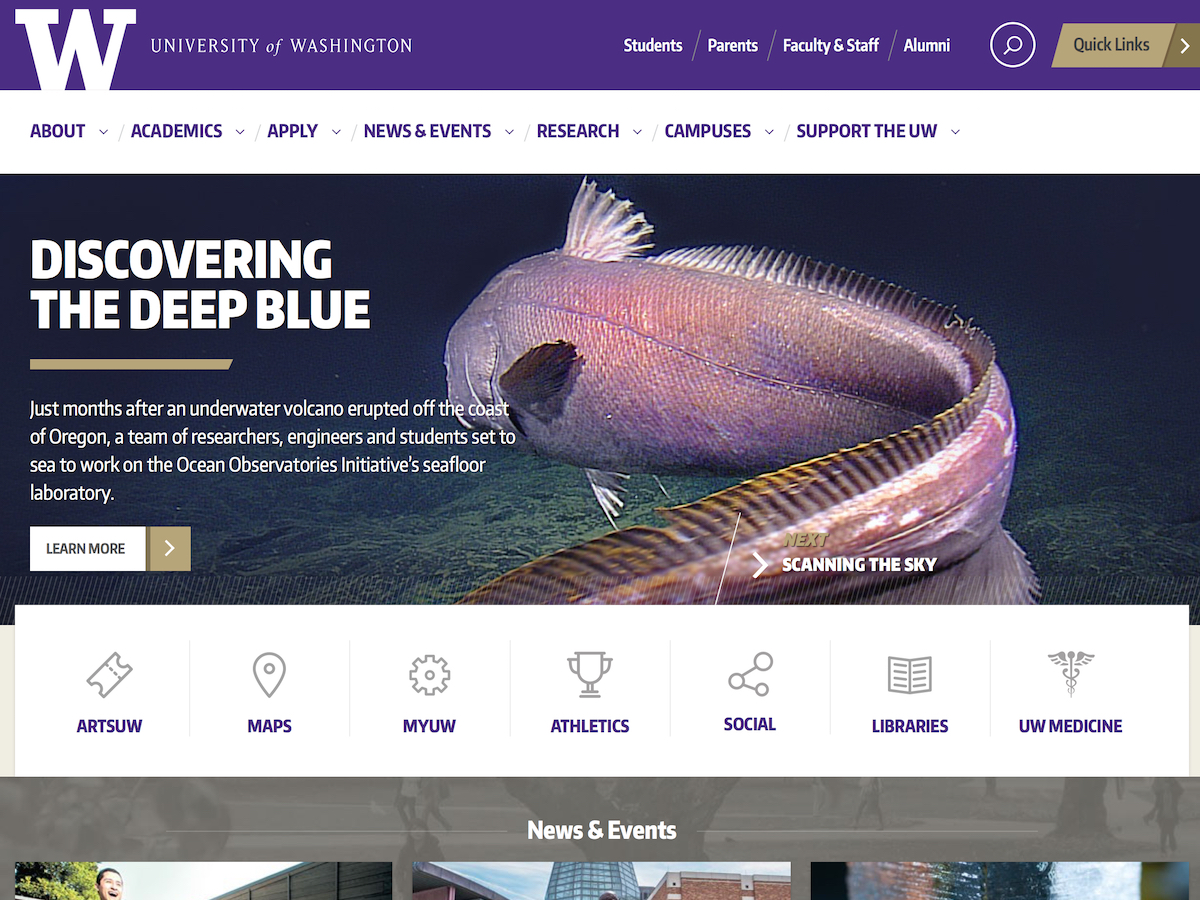 W UNIVERSITY of WASHINGTON
Students Parents Faculty & Staff Alumni Quick Links
ABOUT ACADEMICS APPLY NEWS & EVENTS RESEARCH CAMPUSES SUPPORT THE UW
DISCOVERING
THE DEEP BLUE
Just months after an underwater volcano erupted off the coast
of Oregon, a team of researchers, engineers and students set to
sea to work on the Ocean Observatories Initiative's seafloor
laboratory.
LEARN MORE
NEXT
SCANNING THE SKY
ARTSUW MAPS MYUW ATHLETICS SOCIAL LIBRARIES UW MEDICINE
News & Events